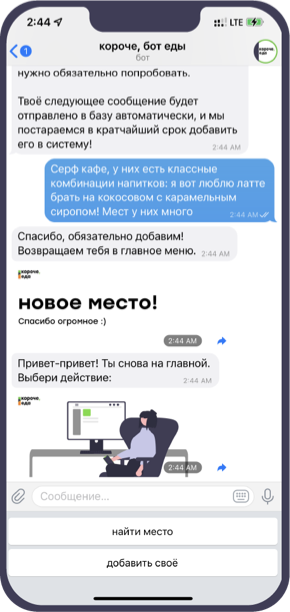 2:44
LTE
1
короче, бот еды
бот
короче,
еда
нужно обязательно попробовать.
Твоё следующее сообщение будет
отправлено в базу автоматически, и мы
постараемся в кратчайший срок добавить
его в систему!
2:44 AM
Серф кафе, у них есть классные
комбинации напитков: я вот люблю латте
брать на кокосовом с карамельным
сиропом! Мест у них много
2:44 AM
Спасибо, обязательно добавим!
Возвращаем тебя в главное меню.
2:44 AM
короче,
еда
новое место!
Спасибо огромное :)
2:44 AM
Привет-привет! Ты снова на главной.
Выбери действие:
2:44 AM
короче,
еда
2:44 AM
Сообщение...
найти место
добавить своё